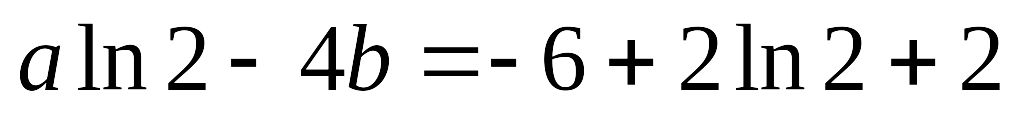 a ln 2 - 4b = - 6 + 2 ln 2 + 2